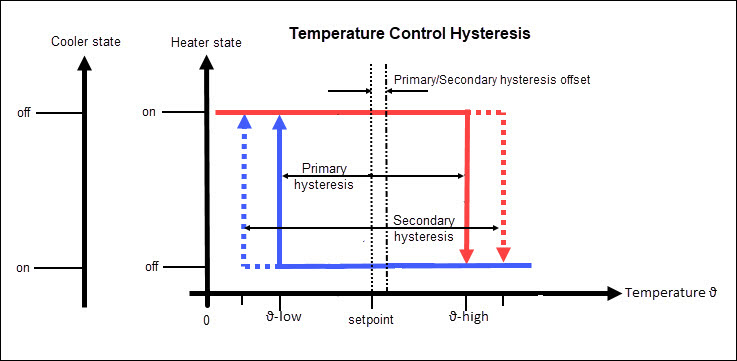 Temperature Control Hysteresis
Cooler state
Heater state
Primary/Secondary hysteresis offset
off
on
Primary
hysteresis
Secondary
hysteresis
on
off
Temperature ϑ
0
ϑ-low
setpoint
ϑ-high